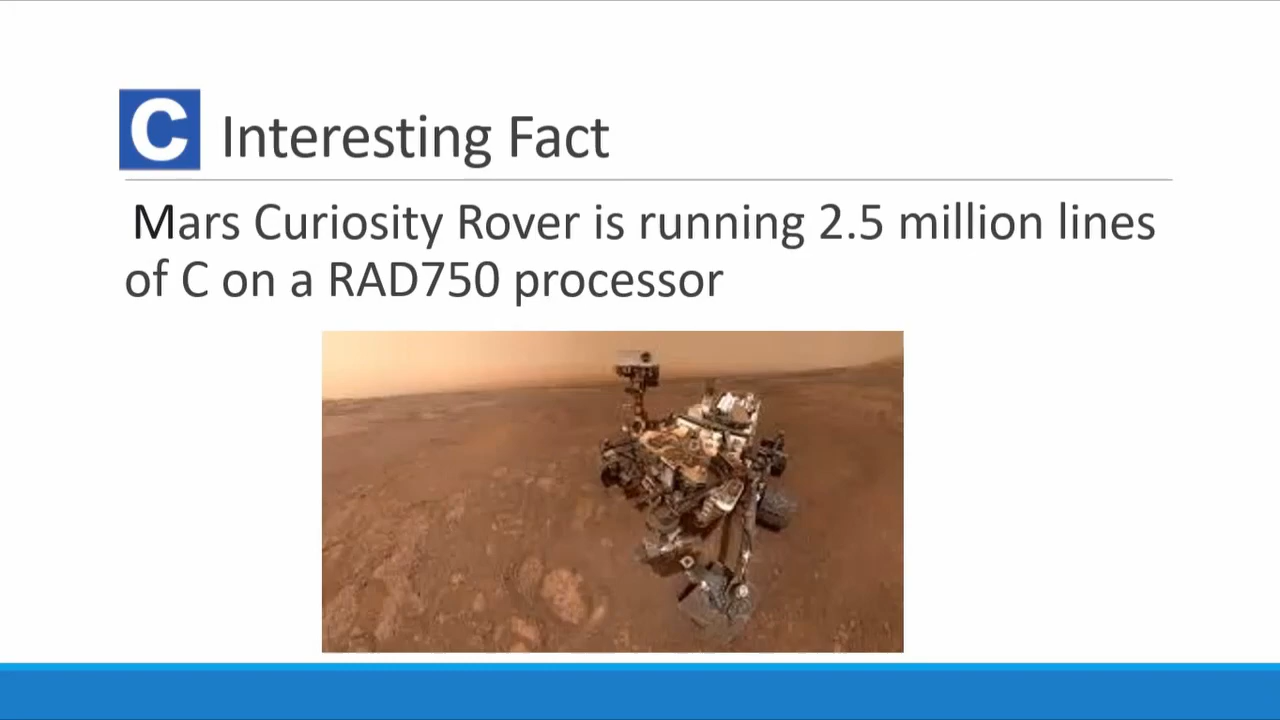 C Interesting Fact
Mars Curiosity Rover is running 2.5 million lines
of C on a RAD750 processor